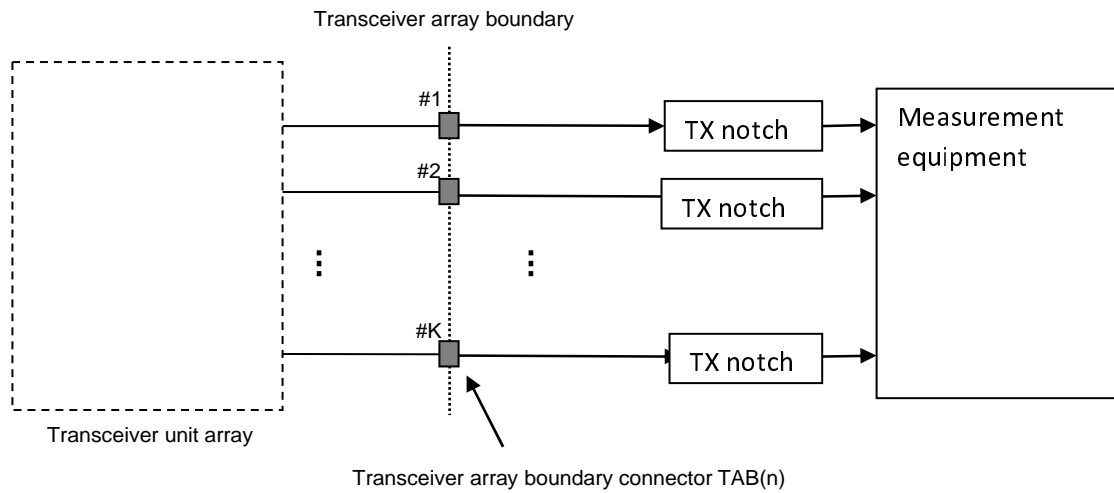 Transceiver array boundary
#1
TX notch
Measurement
equipment
#2
TX notch
#K
TX notch
Transceiver unit array
Transceiver array boundary connector TAB(n)